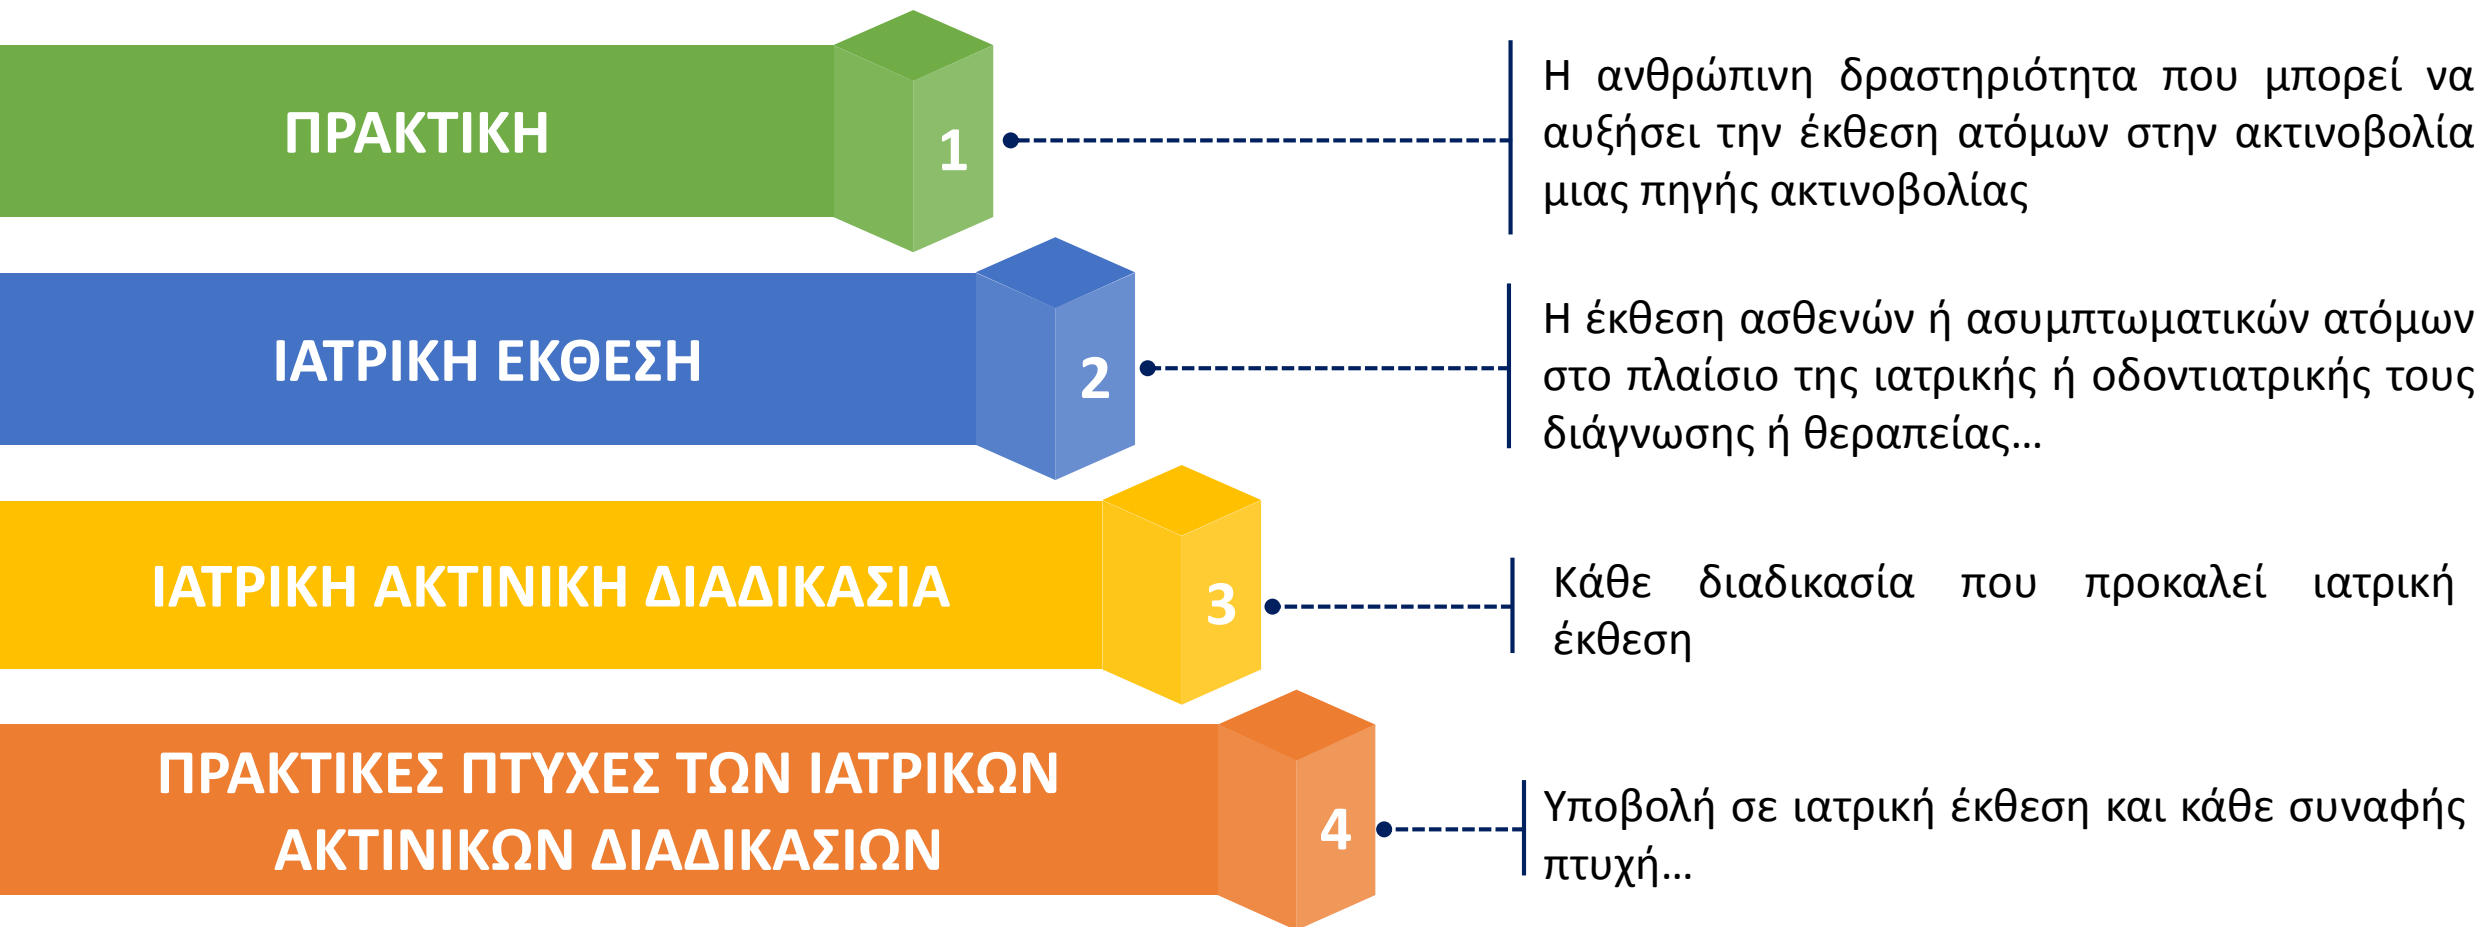 ΠΡΑΚΤΙΚΗ
1
Η ανθρώπινη δραστηριότητα που μπορεί να
αυξήσει την έκθεση ατόμων στην ακτινοβολία
μιας πηγής ακτινοβολίας
ΙΑΤΡΙΚΗ ΕΚΘΕΣΗ
2
Η έκθεση ασθενών ή ασυμπτωματικών ατόμων
στο πλαίσιο της ιατρικής ή οδοντιατρικής τους
διάγνωσης ή θεραπείας…
ΙΑΤΡΙΚΗ ΑΚΤΙΝΙΚΗ ΔΙΑΔΙΚΑΣΙΑ
3
Κάθε διαδικασία που προκαλεί ιατρική
έκθεση
ΠΡΑΚΤΙΚΕΣ ΠΤΥΧΕΣ ΤΩΝ ΙΑΤΡΙΚΩΝ
ΑΚΤΙΝΙΚΩΝ ΔΙΑΔΙΚΑΣΙΩΝ
4
Υποβολή σε ιατρική έκθεση και κάθε συναφής
πτυχή…